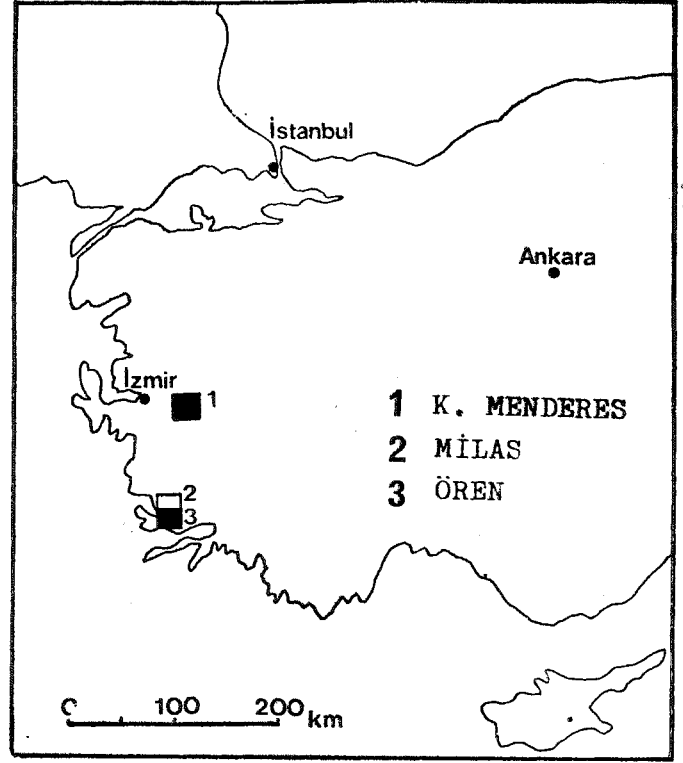 İstanbul
Ankara
İzmir
1
1 K. MENDERES
2 MİLAS
3 ÖREN
2
3
0 100 200 km